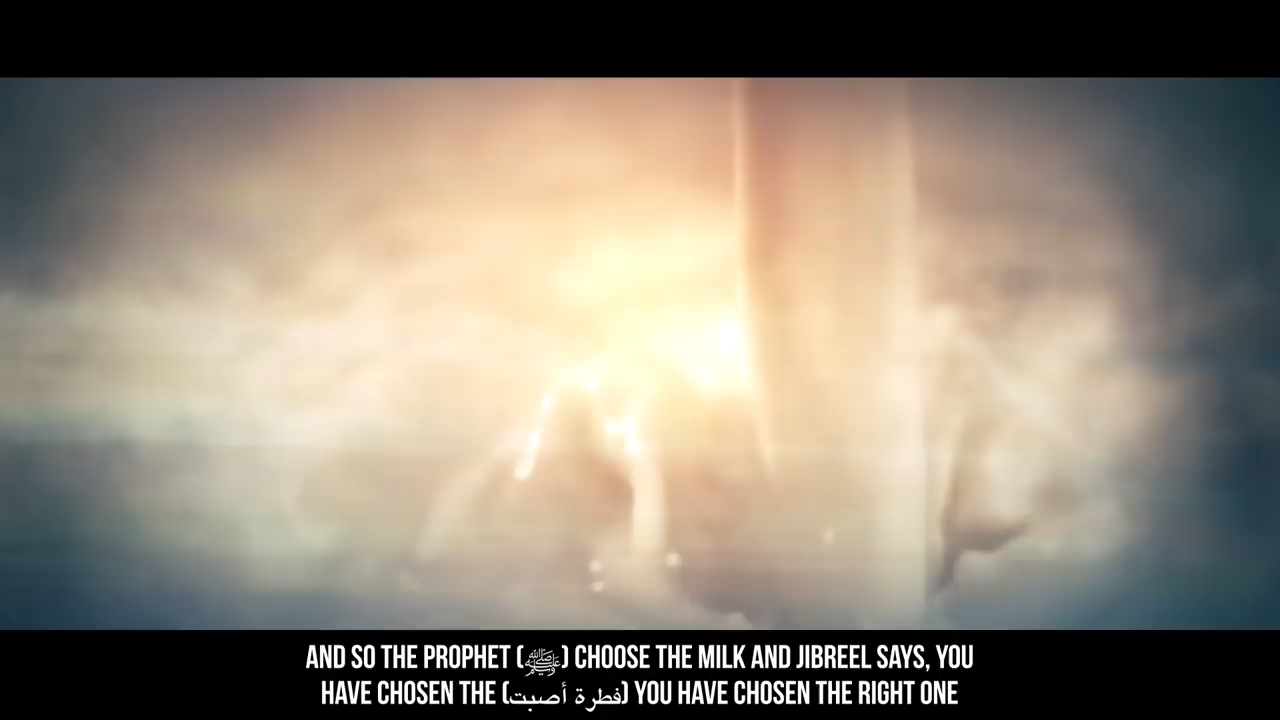 AND SO THE PROPHET (ﷺ) CHOOSE THE MILK AND JIBREEL SAYS, YOU
HAVE CHOSEN THE (فطرة أصبت) YOU HAVE CHOSEN THE RIGHT ONE